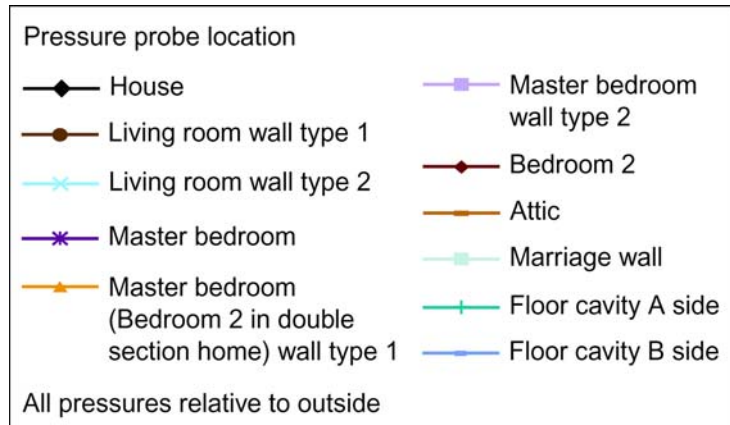 Pressure probe location
House
Living room wall type 1
Living room wall type 2
Master bedroom
Master bedroom
(Bedroom 2 in double
section home) wall type 1
Master bedroom
wall type 2
Bedroom 2
Attic
Marriage wall
Floor cavity A side
Floor cavity B side
All pressures relative to outside